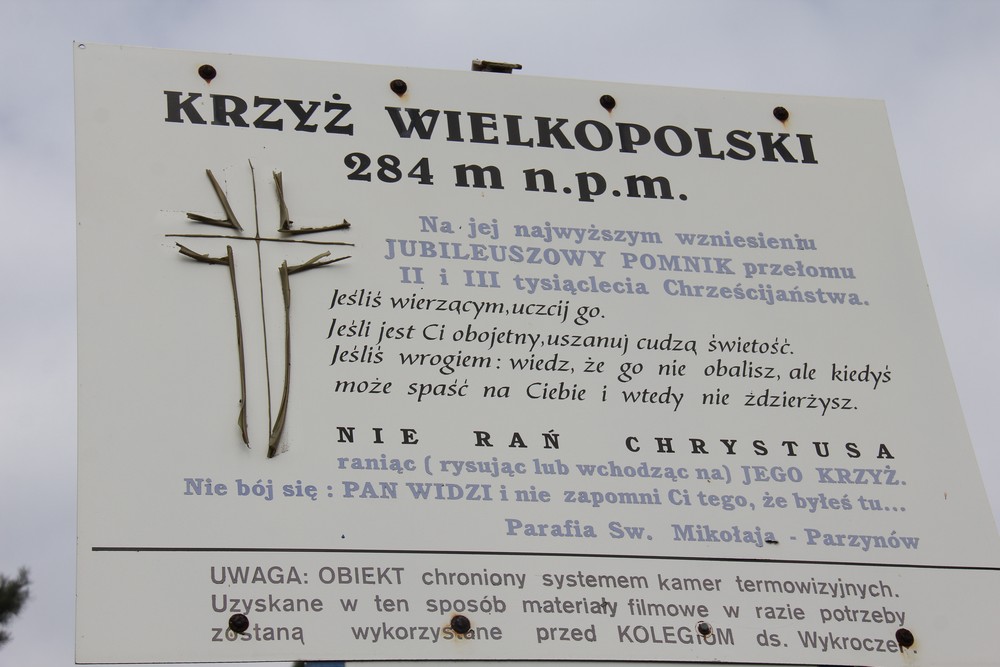 KRZYŻ WIELKOPOLSKI
284 m n.p.m.
Na jej najwyższym wzniesieniu
JUBILEUSZOWY POMNIK przełomu
II i III tysiąclecia Chrześcijaństwa.
Jeśliś wierzącym,uczcij go.
Jeśli jest Ci obojetny,uszanuj cudzą świetość.
Jeśliś wrogiem: wiedz, że go nie obalisz, ale kiedyś
może spaść na Ciebie i wtedy nie żdzierżysz.
NIE RAŃ CHRYSTUSA
raniąc ( rysując lub wchodząc na) JEGO KRZYŻ.
Nie bój się : PAN WIDZI i nie zapomni Ci tego, że byłeś tu...
Parafia Sw. Mikołaja - Parzynów
UWAGA: OBIEKT chroniony systemem kamer termowizyjnych.
Uzyskane w ten sposób materiały filmowe w razie potrzeby
zostaną wykorzystane przed KOLEGIUM ds. Wykroczeń.